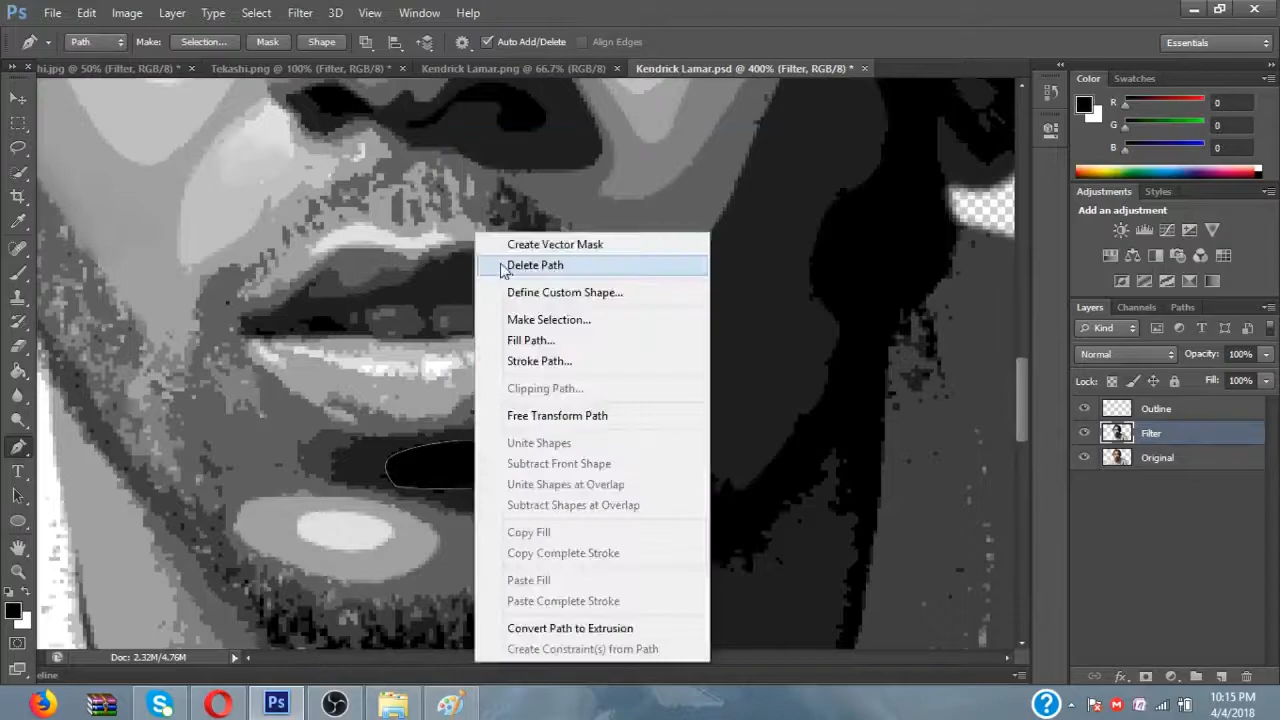 Ps File Edit Image Layer Type Select Filter 3D View Window Help
Path Make: Selection... Mask Shape Auto Add/Delete Align Edges Essentials
hi.jpg @ 50% (Filter, RGB/8) * × Tekashi.png @ 100% (Filter, RGB/8) * × Kendrick Lamar.png @ 66.7% (RGB/8) × Kendrick Lamar.psd @ 400% (Filter, RGB/8) * ×
Color Swatches
R 0
G 0
B 0
Adjustments Styles
Add an adjustment
Create Vector Mask
Delete Path
Define Custom Shape...
Make Selection...
Fill Path...
Stroke Path...
Clipping Path...
Free Transform Path
Unite Shapes
Subtract Front Shape
Unite Shapes at Overlap
Subtract Shapes at Overlap
Copy Fill
Copy Complete Stroke
Paste Fill
Paste Complete Stroke
Convert Path to Extrusion
Create Constraint(s) from Path
Layers Channels Paths
Kind
Normal Opacity: 100%
Lock: Fill: 100%
Outline
Filter
Original
Doc: 2.32M/4.76M
eline
Ps
10:15 PM
4/4/2018